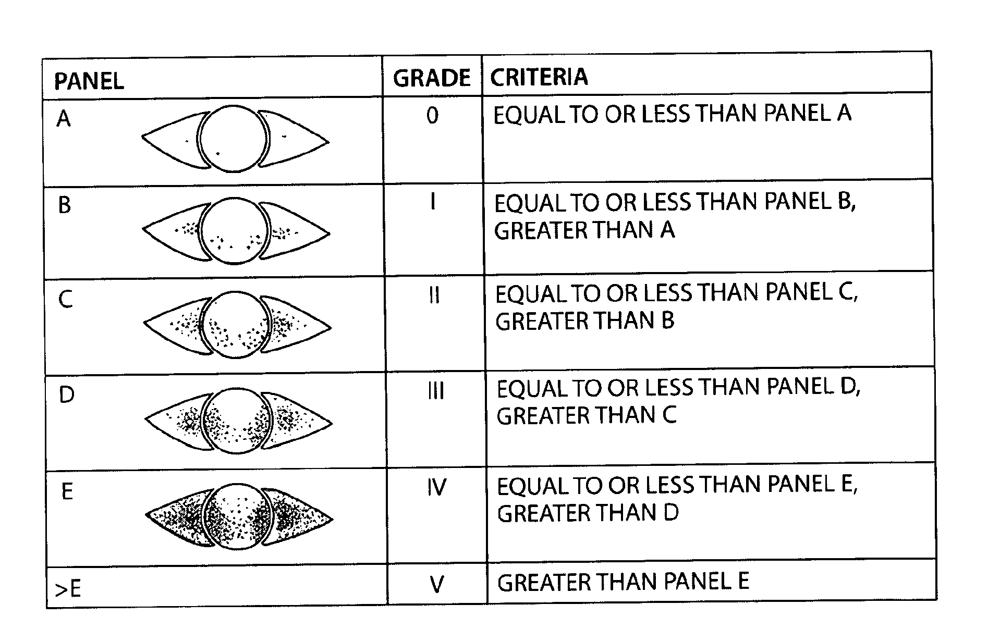 PANEL GRADE CRITERIA
A 0 EQUAL TO OR LESS THAN PANEL A
B I EQUAL TO OR LESS THAN PANEL B,
GREATER THAN A
C II EQUAL TO OR LESS THAN PANEL C,
GREATER THAN B
D III EQUAL TO OR LESS THAN PANEL D,
GREATER THAN C
E IV EQUAL TO OR LESS THAN PANEL E,
GREATER THAN D
>E V GREATER THAN PANEL E